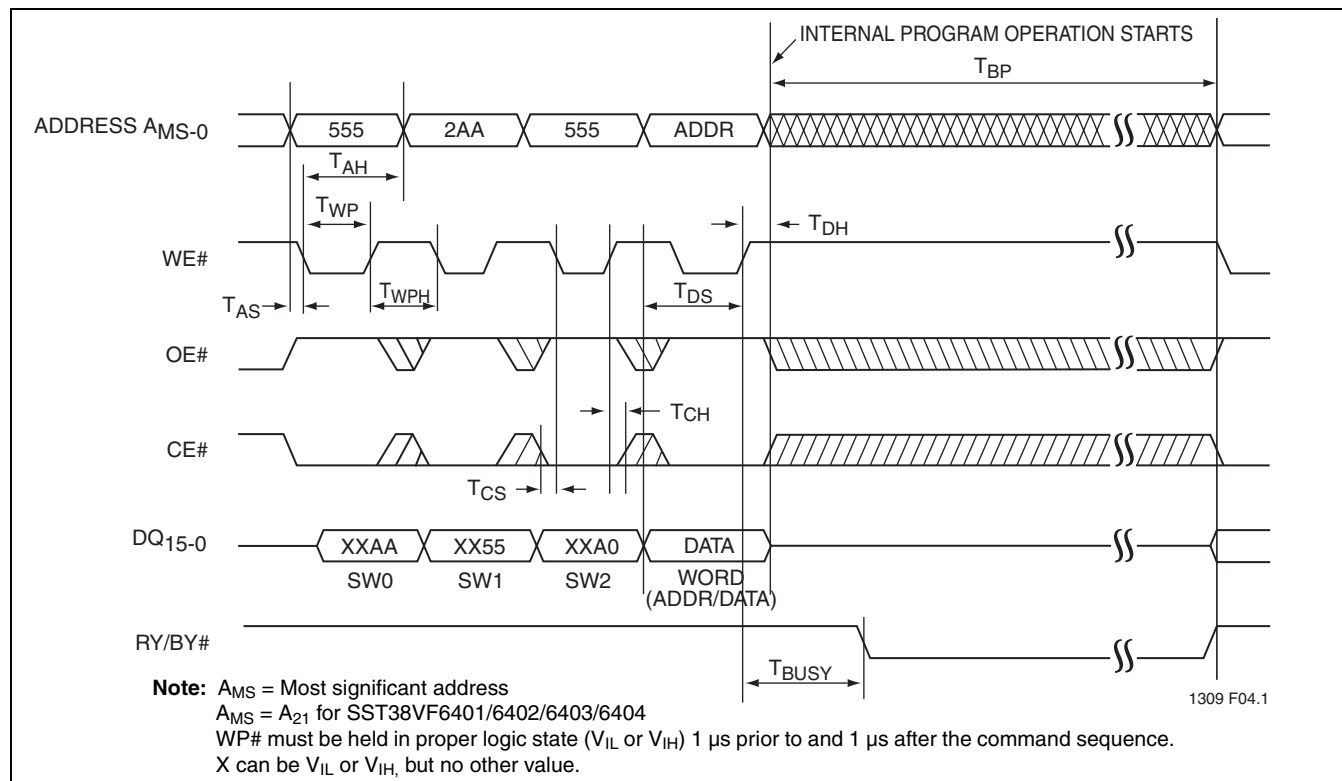 INTERNAL PROGRAM OPERATION STARTS
TBP
ADDRESS AMS-0
555
2AA
555
ADDR
TAH
TWP
TDH
WE#
TWPH
TDS
TAS
OE#
TCH
CE#
TCS
DQ15-0
XXAA
XX55
XXA0
DATA
SW0
SW1
SW2
WORD
(ADDR/DATA)
RY/BY#
TBUSY
1309 F04.1
Note: AMS = Most significant address
AMS = A21 for SST38VF6401/6402/6403/6404
WP# must be held in proper logic state (VIL or VIH) 1 µs prior to and 1 µs after the command sequence.
X can be VIL or VIH, but no other value.